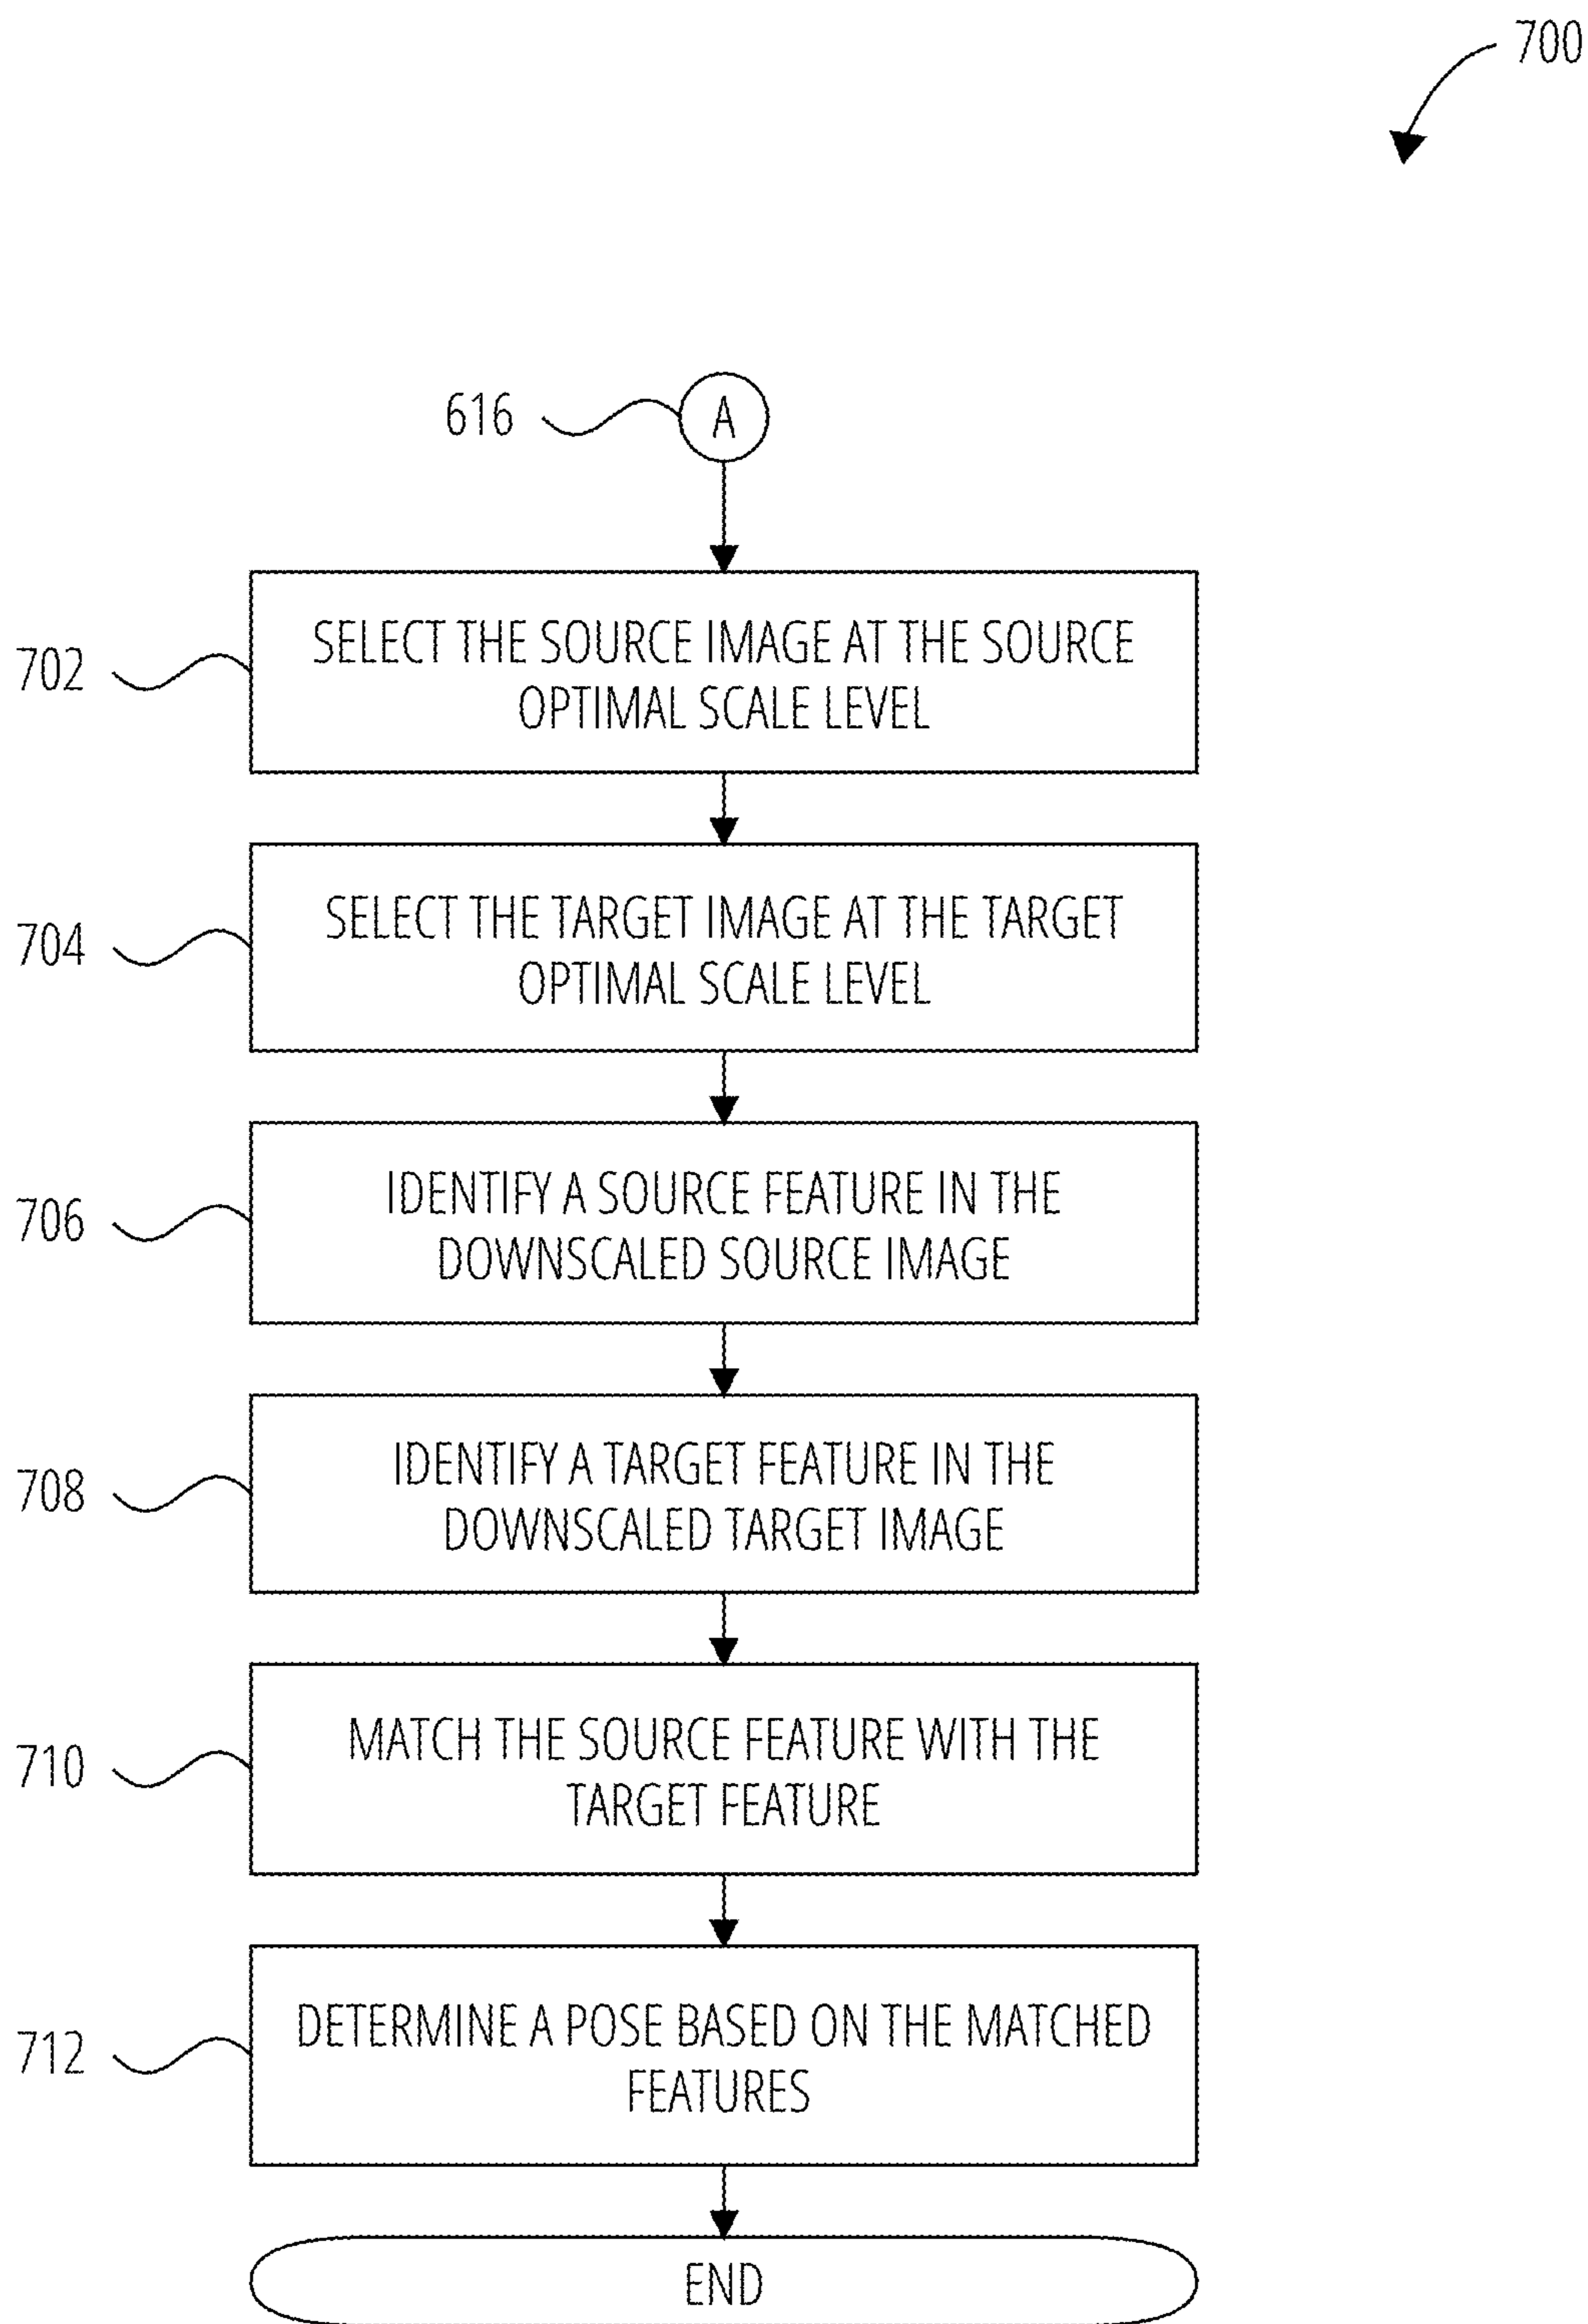 700
616
A
702
SELECT THE SOURCE IMAGE AT THE SOURCE
OPTIMAL SCALE LEVEL
704
SELECT THE TARGET IMAGE AT THE TARGET
OPTIMAL SCALE LEVEL
706
IDENTIFY A SOURCE FEATURE IN THE
DOWNSCALED SOURCE IMAGE
708
IDENTIFY A TARGET FEATURE IN THE
DOWNSCALED TARGET IMAGE
710
MATCH THE SOURCE FEATURE WITH THE
TARGET FEATURE
712
DETERMINE A POSE BASED ON THE MATCHED
FEATURES
END